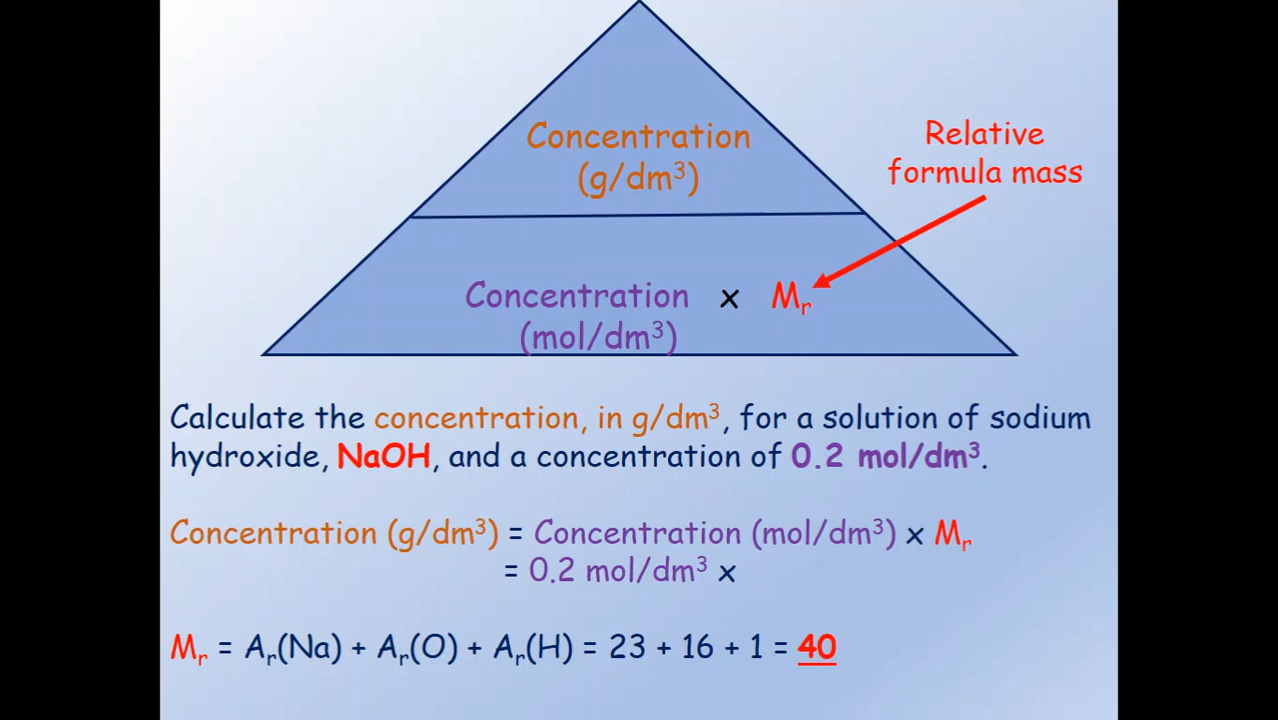 Concentration
(g/dm³)
Relative
formula mass
Concentration x Mᵣ
(mol/dm³)
Calculate the concentration, in g/dm³, for a solution of sodium
hydroxide, NaOH, and a concentration of 0.2 mol/dm³.
Concentration (g/dm³) = Concentration (mol/dm³) x Mᵣ
= 0.2 mol/dm³ x
Mᵣ = Aᵣ(Na) + Aᵣ(O) + Aᵣ(H) = 23 + 16 + 1 = 40